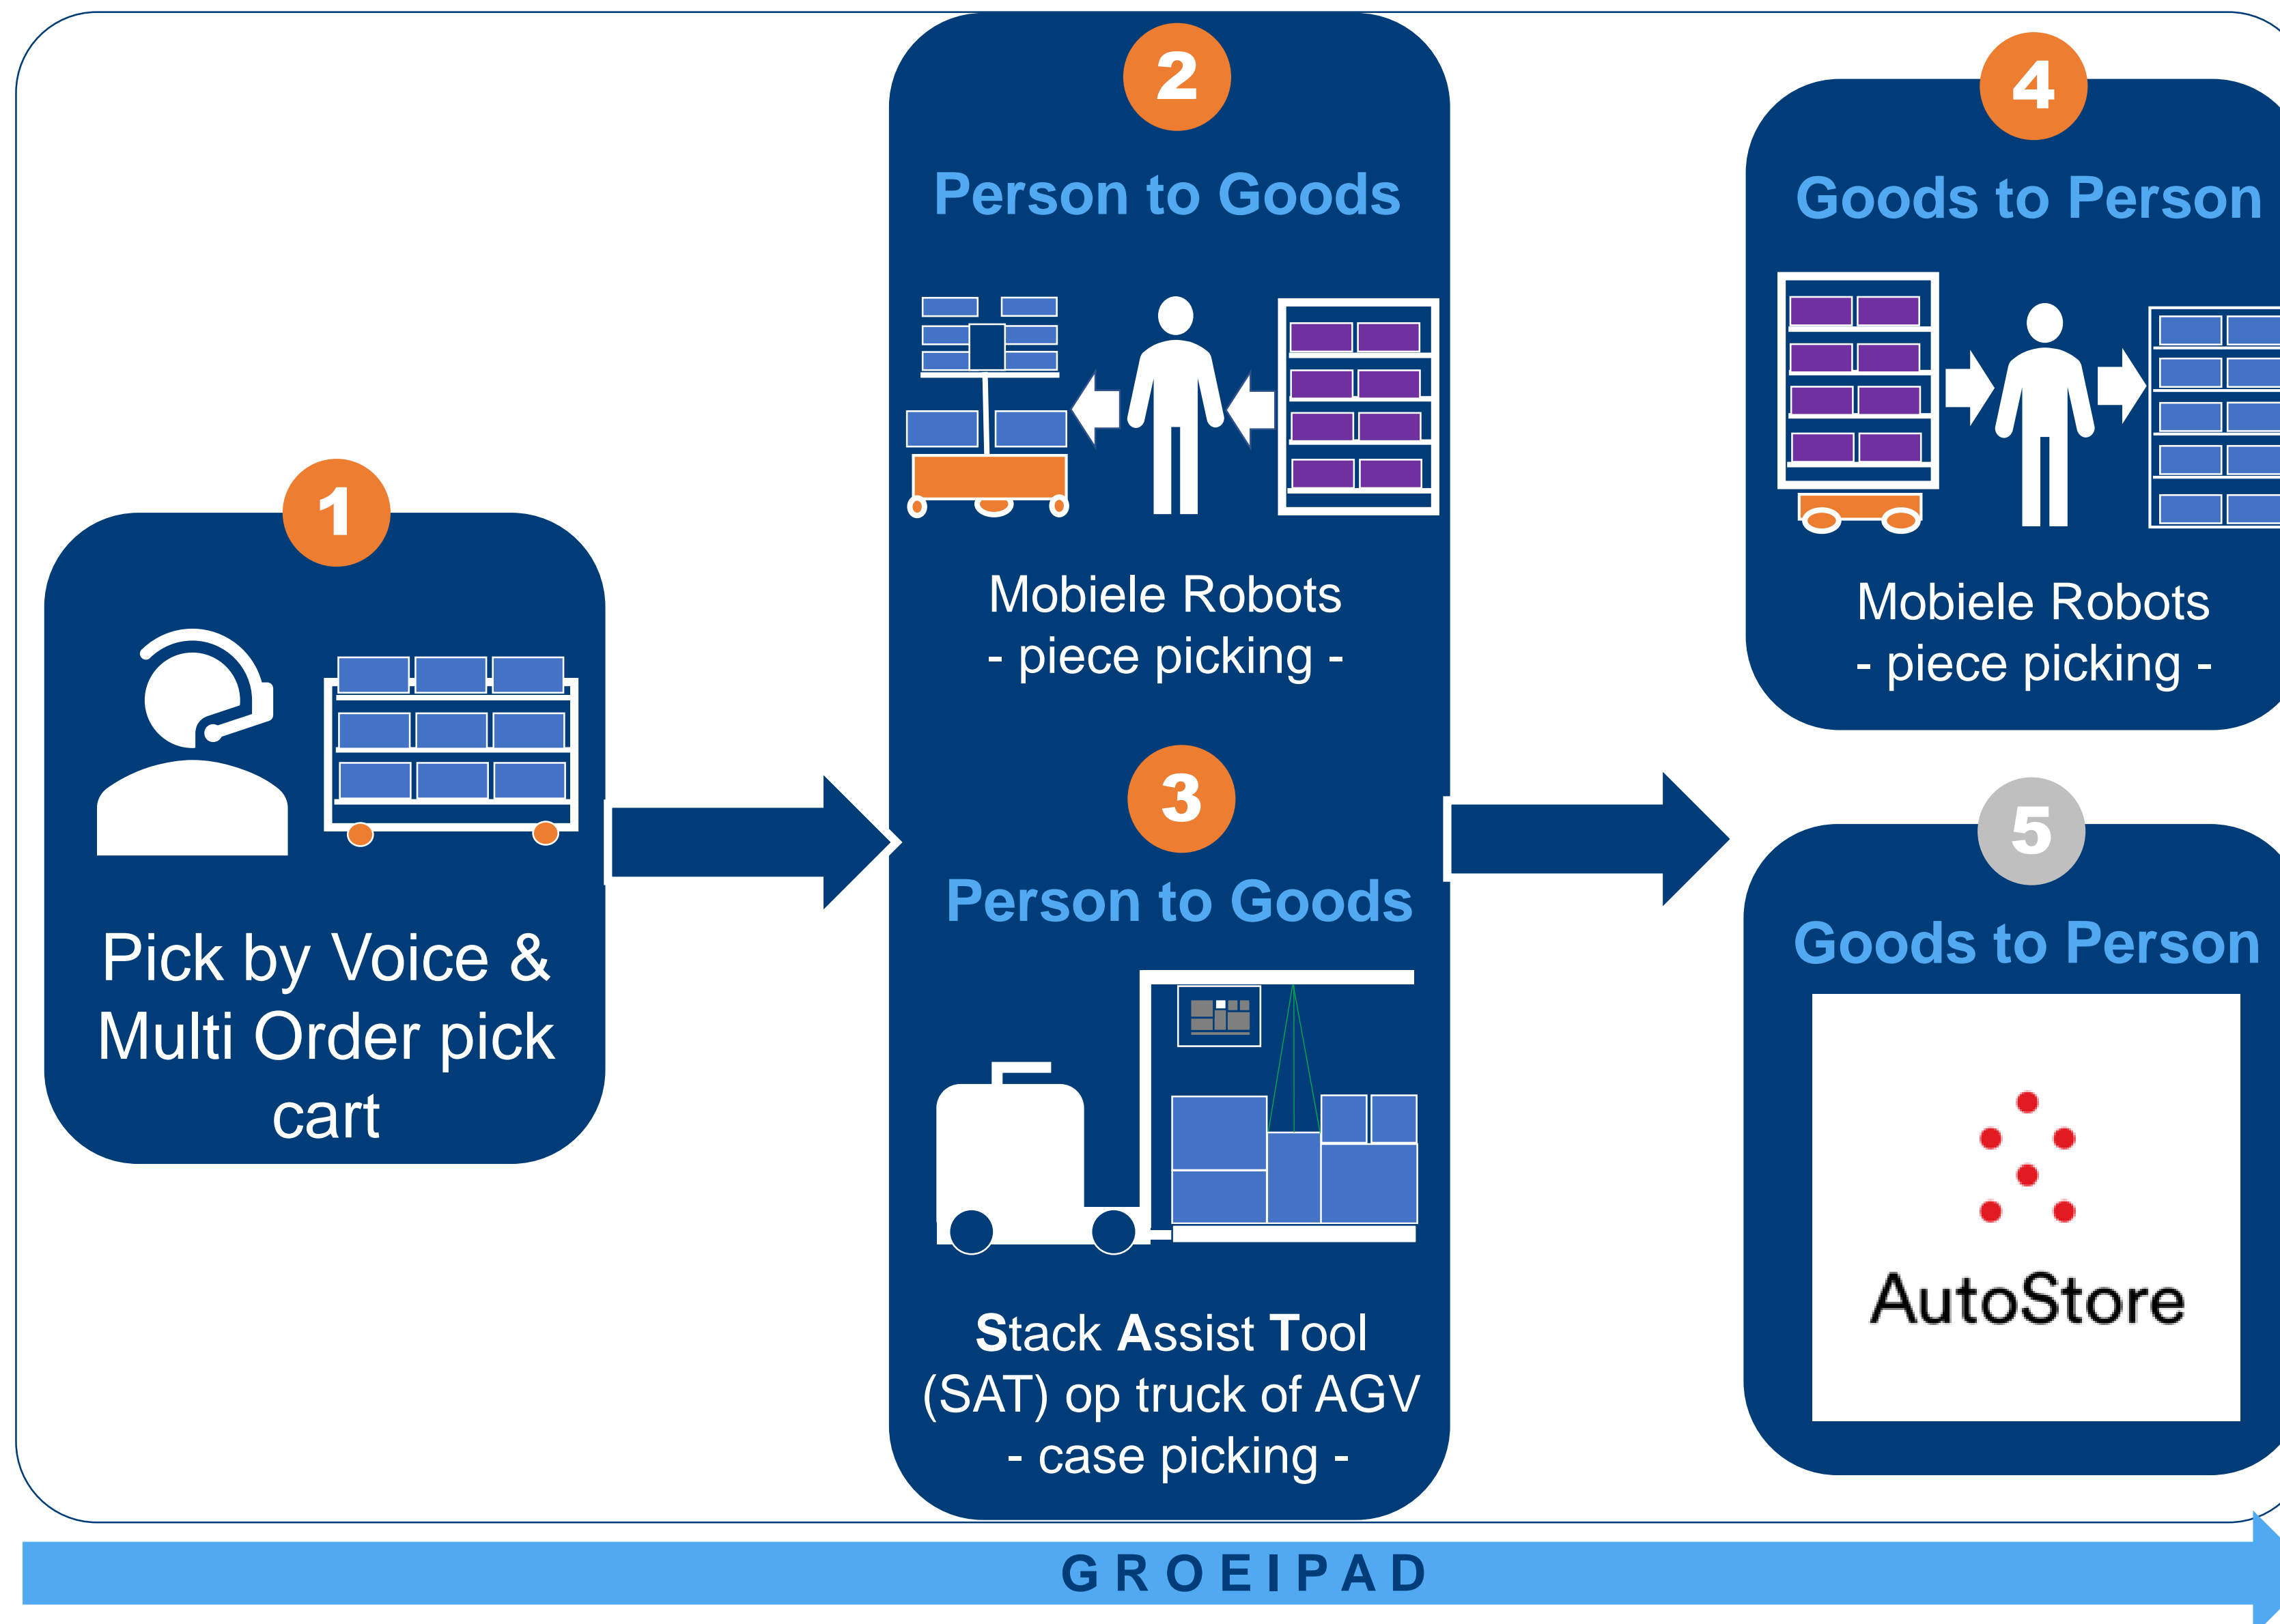 1
Pick by Voice &
Multi Order pick
cart
2
Person to Goods
Mobiele Robots
- piece picking -
3
Person to Goods
Stack Assist Tool
(SAT) op truck of AGV
- case picking -
4
Goods to Person
Mobiele Robots
- piece picking -
5
Goods to Person
AutoStore
GROEIPAD